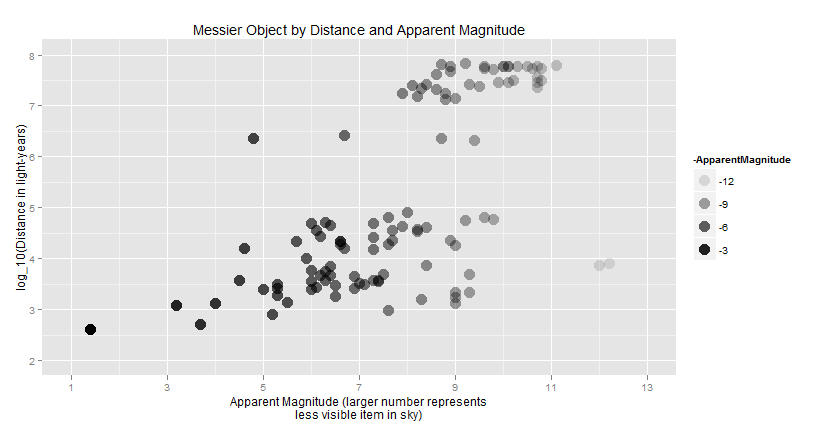 Messier Object by Distance and Apparent Magnitude
8
7
6
5
4
3
2
log_10(Distance in light-years)
1 3 5 7 9 11 13
Apparent Magnitude (larger number represents
less visible item in sky)
-ApparentMagnitude
-12
-9
-6
-3